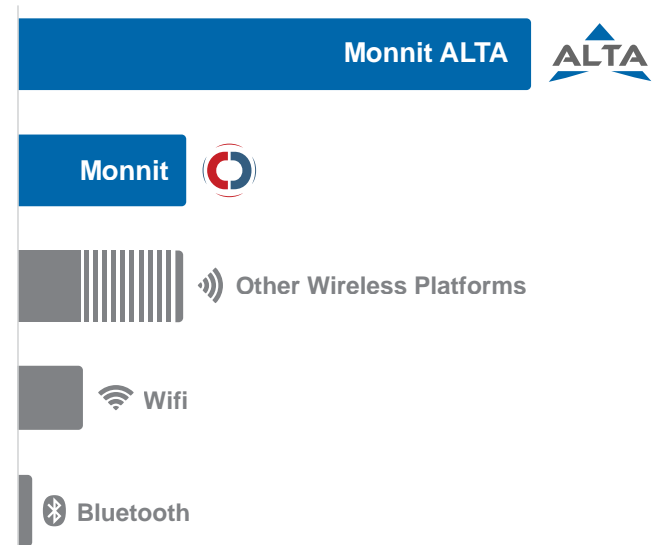 Monnit ALTA
ALTA
Monnit
Other Wireless Platforms
Wifi
Bluetooth